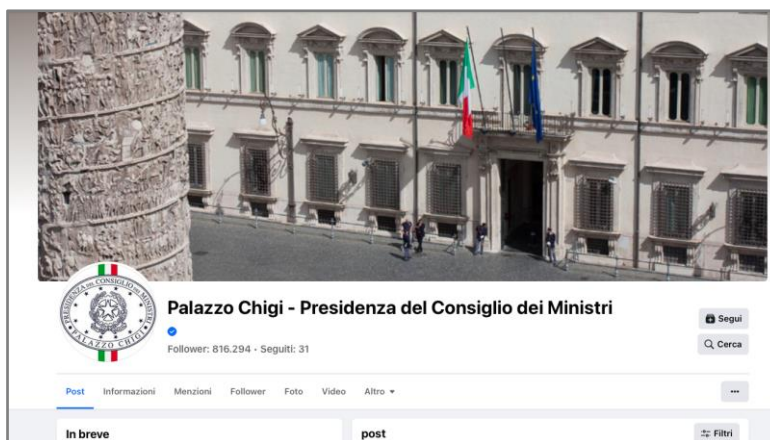 PRESIDENZA DEL CONSIGLIO DEI MINISTRI
PALAZZO CHIGI
Palazzo Chigi - Presidenza del Consiglio dei Ministri
Follower: 816.294 • Seguiti: 31
Segui
Cerca
Post Informazioni Menzioni Follower Foto Video Altro
In breve
post
Filtri